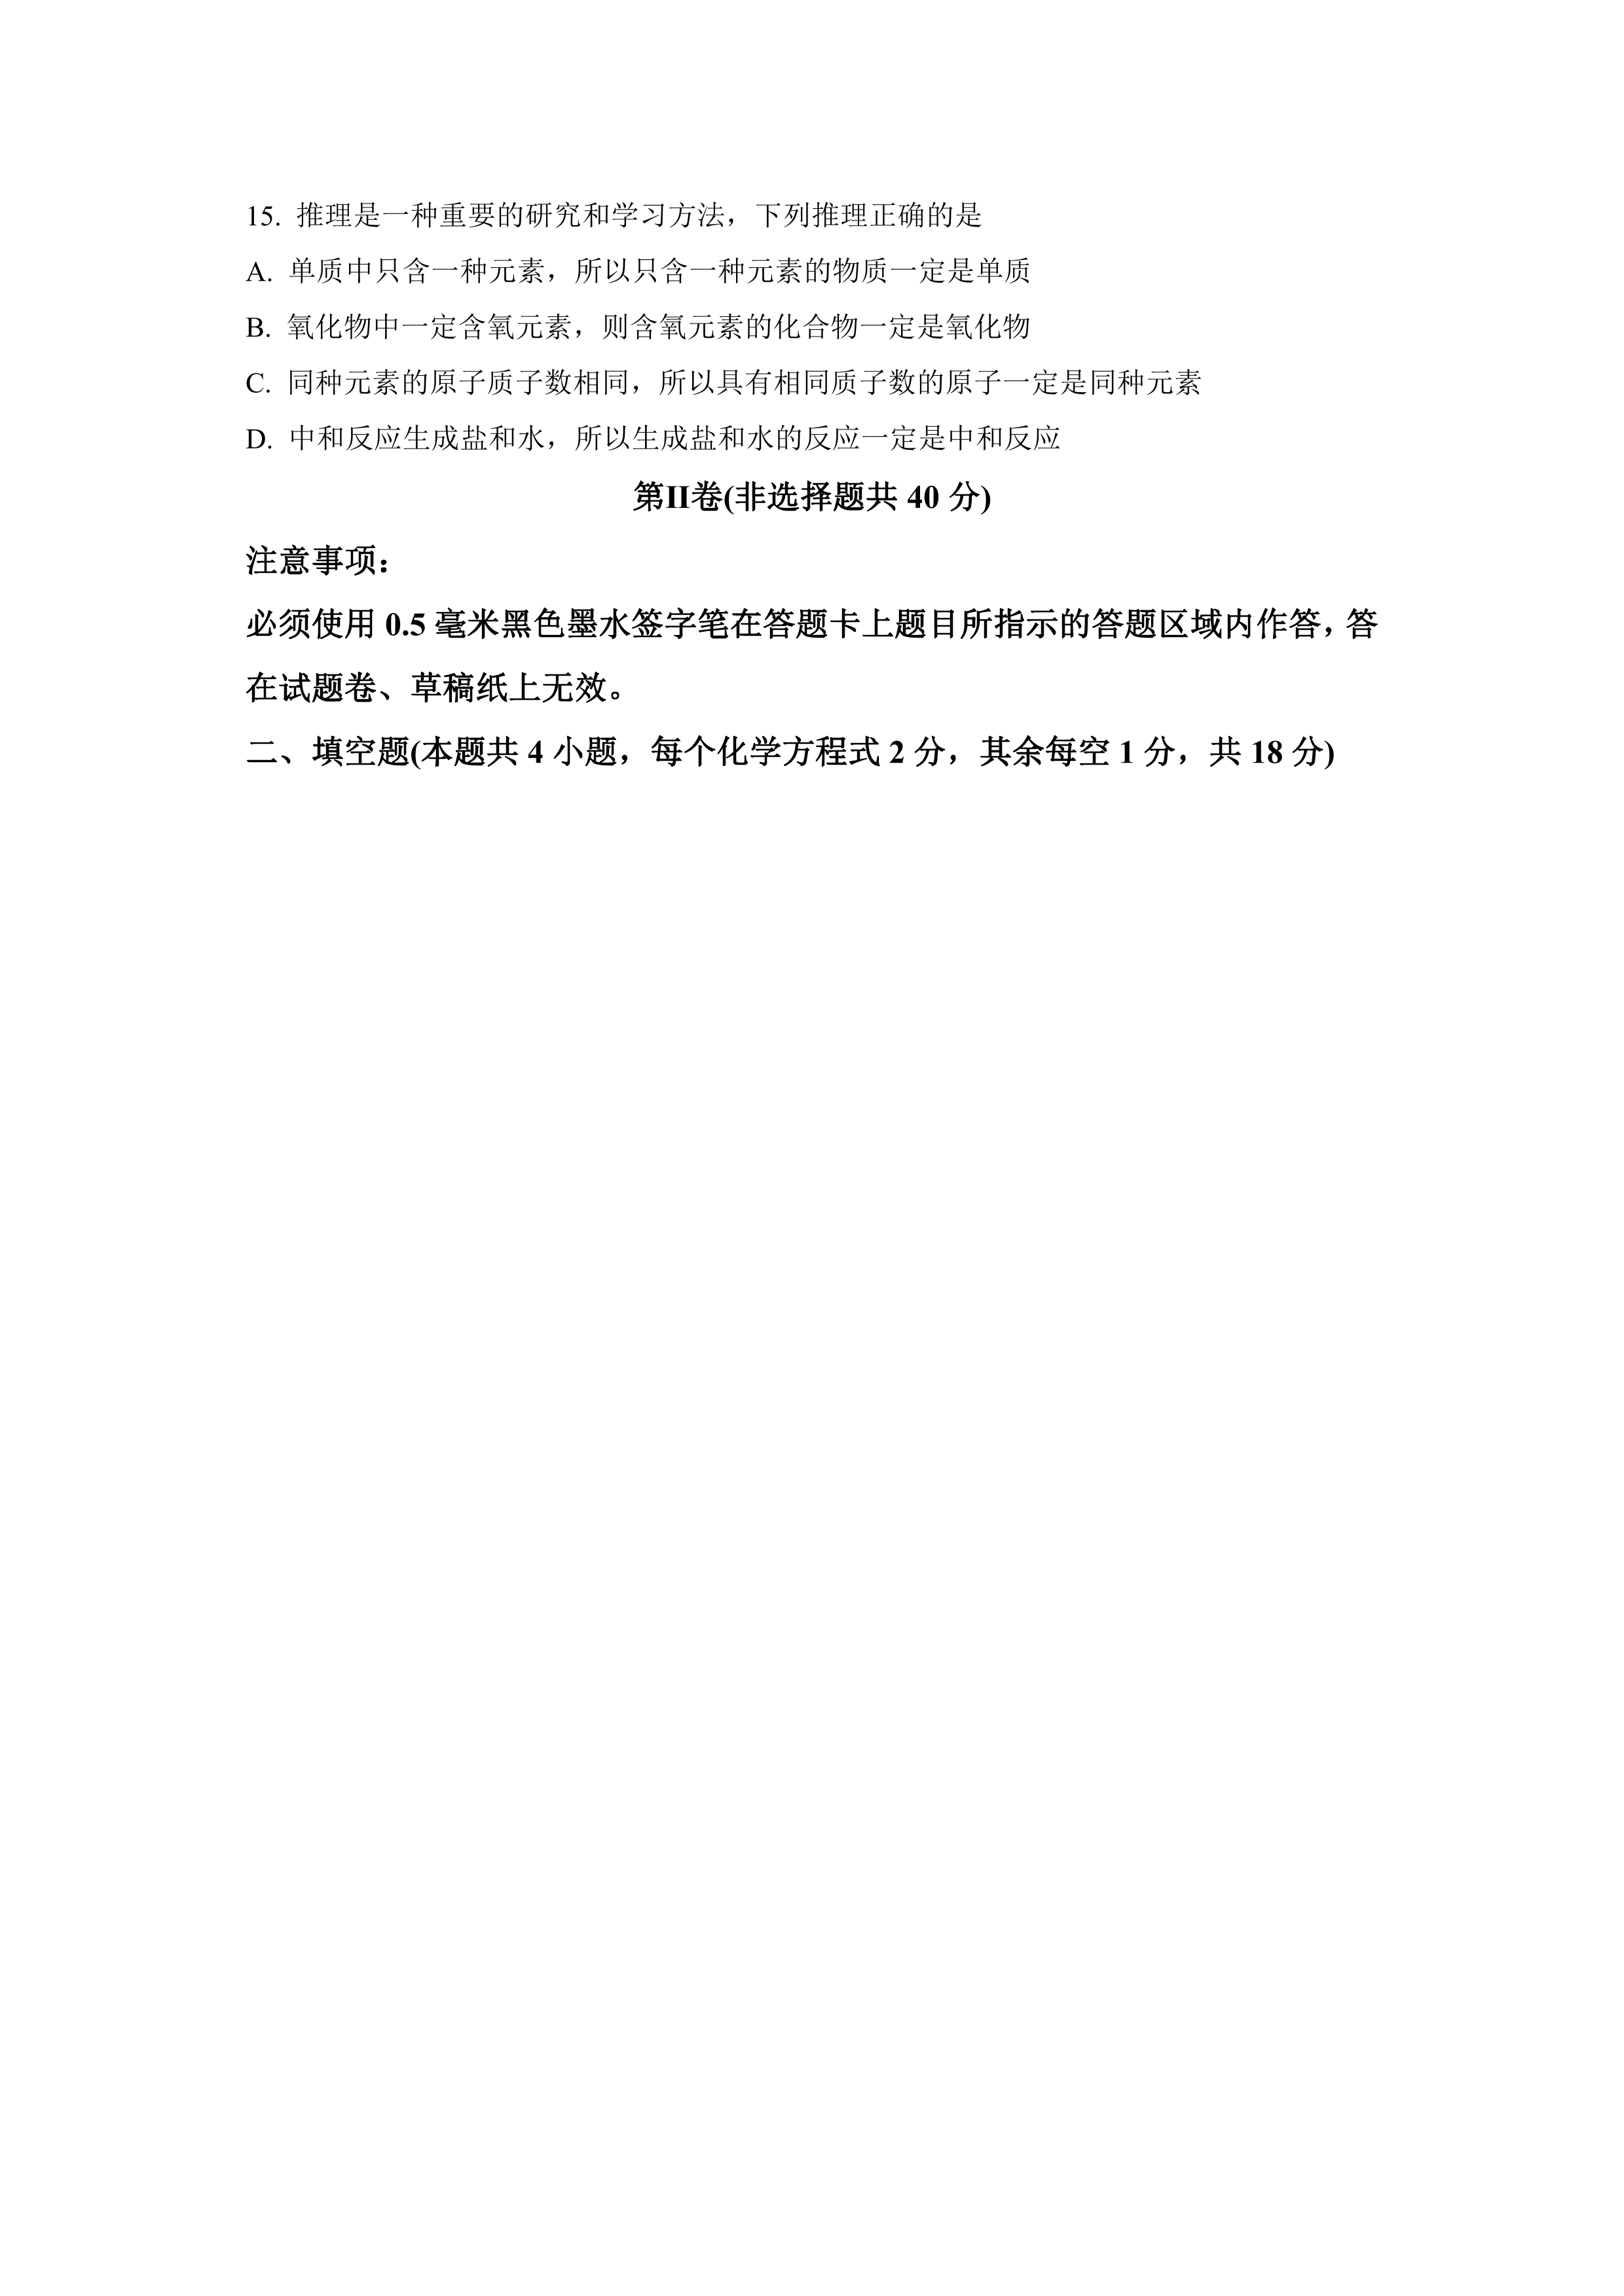 15. 推理是一种重要的研究和学习方法，下列推理正确的是
A. 单质中只含一种元素，所以只含一种元素的物质一定是单质
B. 氧化物中一定含氧元素，则含氧元素的化合物一定是氧化物
C. 同种元素的原子质子数相同，所以具有相同质子数的原子一定是同种元素
D. 中和反应生成盐和水，所以生成盐和水的反应一定是中和反应
第II卷(非选择题共 40 分)
注意事项：
必须使用 0.5 毫米黑色墨水签字笔在答题卡上题目所指示的答题区域内作答，答
在试题卷、草稿纸上无效。
二、填空题(本题共 4 小题，每个化学方程式 2 分，其余每空 1 分，共 18 分)